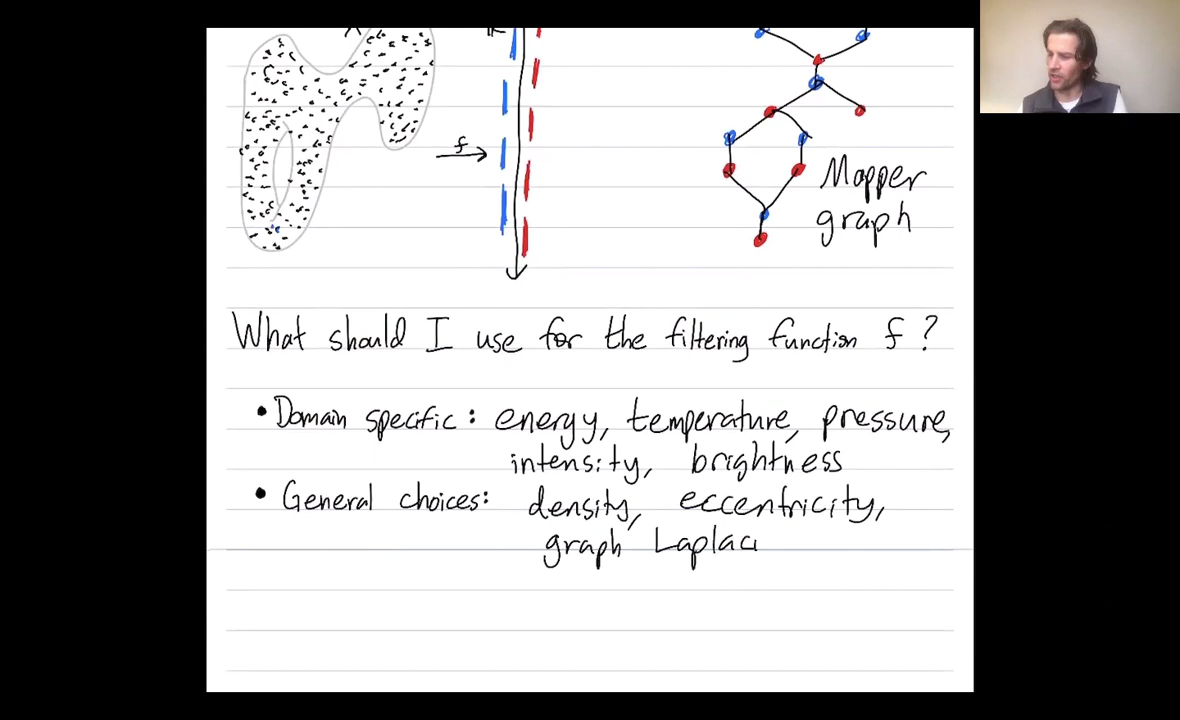 f
Mapper
graph
What should I use for the filtering function f?
• Domain specific: energy, temperature, pressure,
intensity, brightness
• General choices: density, eccentricity,
graph Laplaci